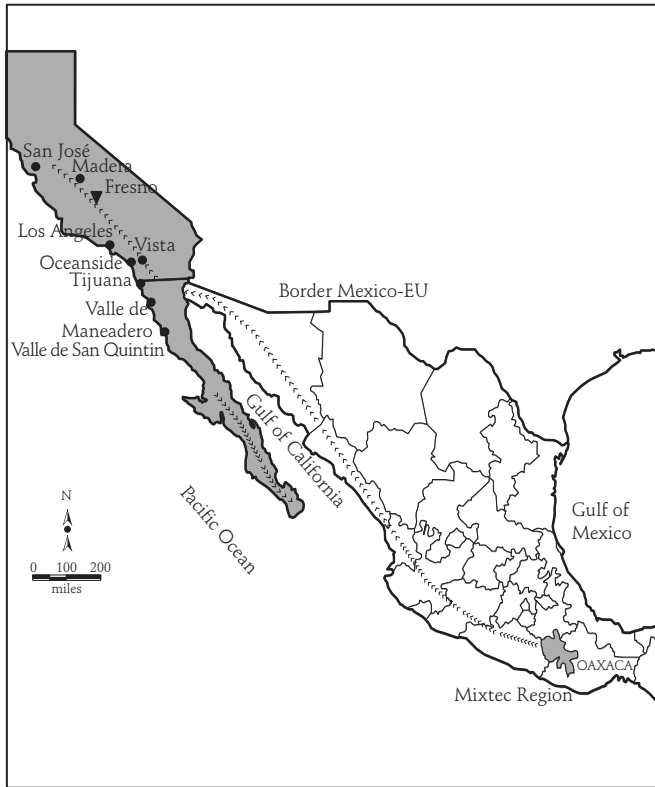 San José
Madera
Fresno
Los Angeles
Vista
Oceanside
Tijuana
Border Mexico-EU
Valle de
Maneadero
Valle de San Quintin
Gulf of California
Pacific Ocean
N
Gulf of
Mexico
0 100 200
miles
OAXACA
Mixtec Region